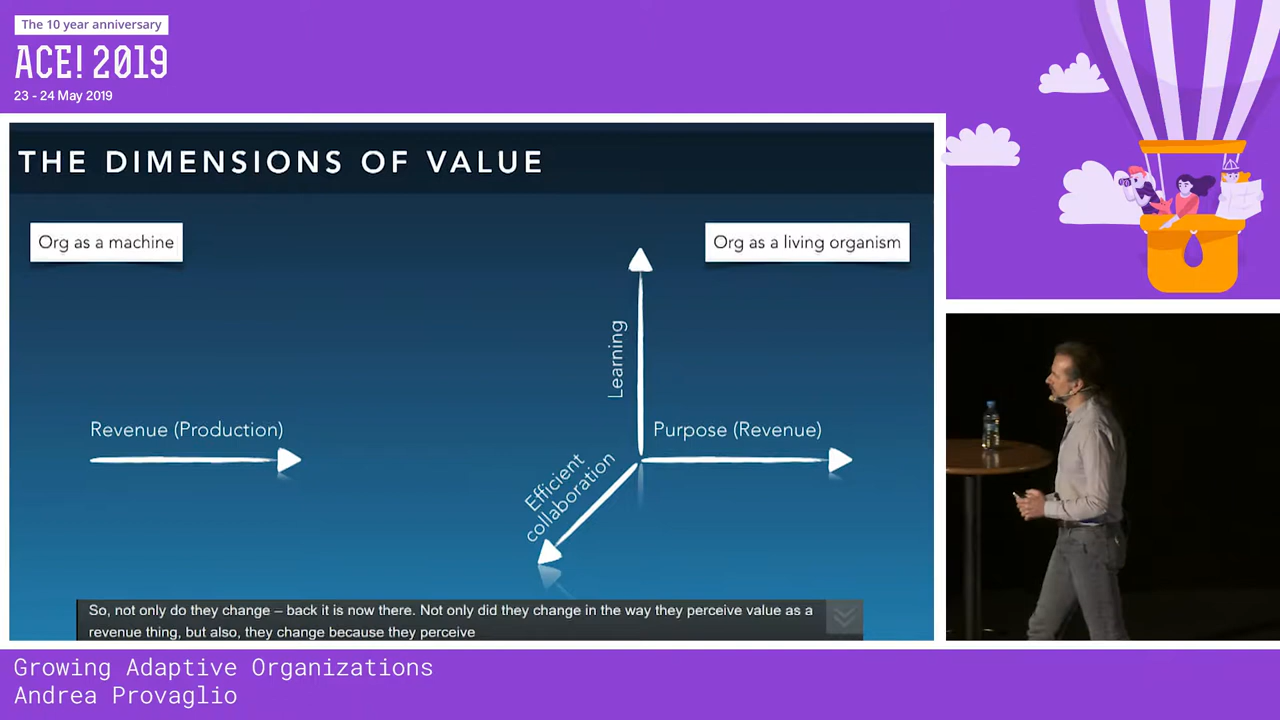 The 10 year anniversary
ACE! 2019
23 - 24 May 2019
THE DIMENSIONS OF VALUE
Org as a machine
Org as a living organism
Learning
Revenue (Production)
Purpose (Revenue)
Efficient
collaboration
So, not only do they change – back it is now there. Not only did they change in the way they perceive value as a
revenue thing, but also, they change because they perceive
Growing Adaptive Organizations
Andrea Provaglio